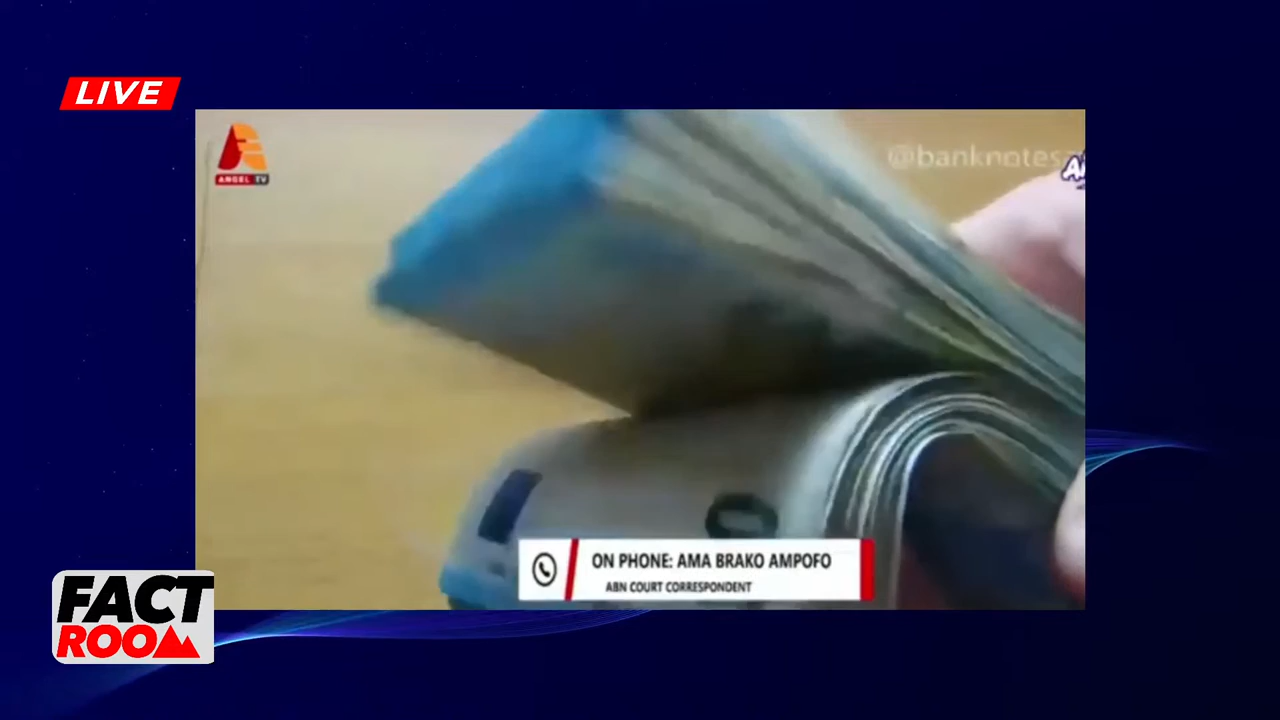 LIVE
ANGEL TV
@banknotes
ON PHONE: AMA BRAKO AMPOFO
ABN COURT CORRESPONDENT
FACT
ROOM